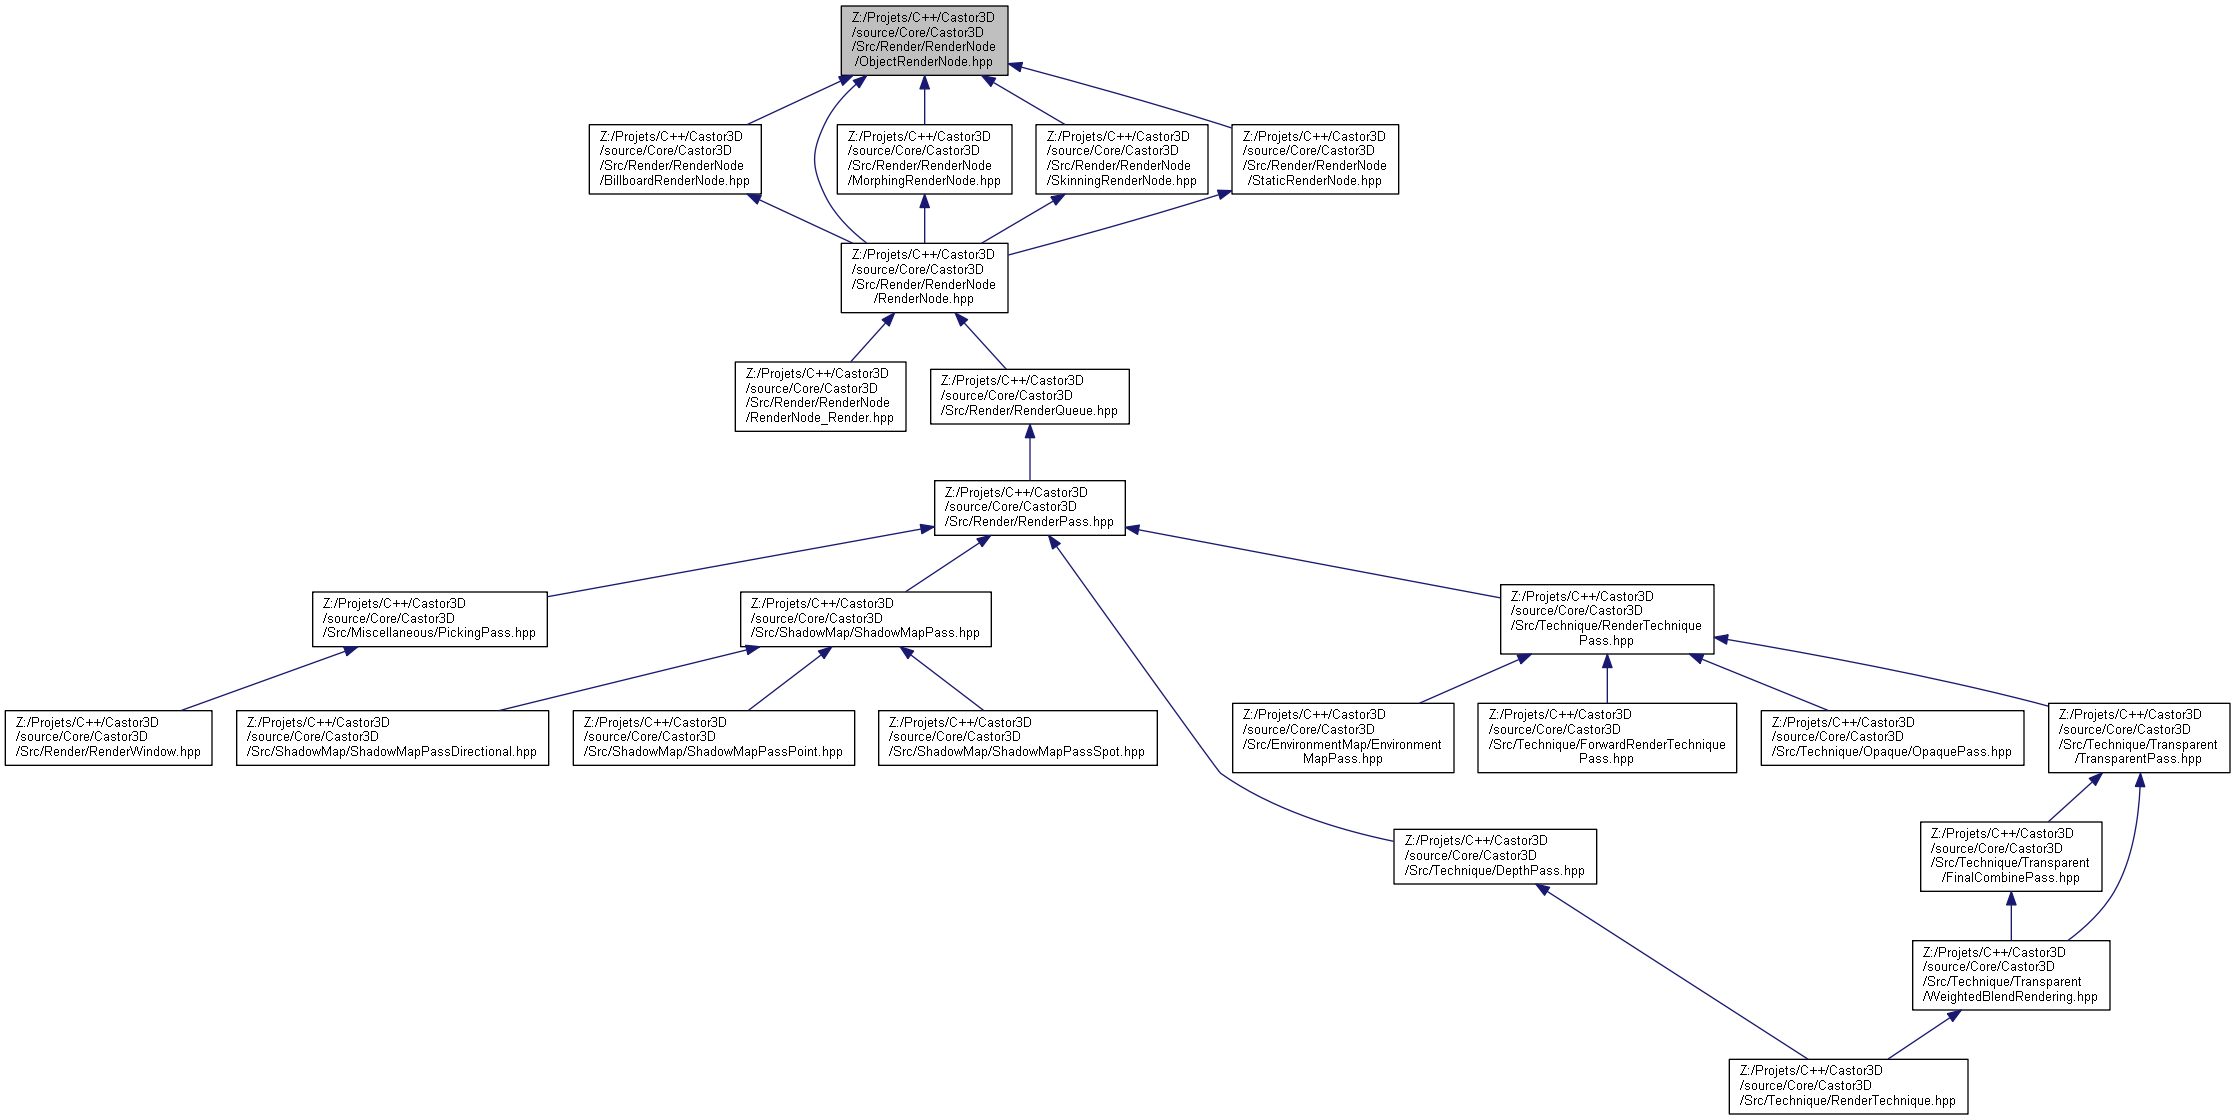 Z:/Projets/C++/Castor3D
/source/Core/Castor3D
/Src/Render/RenderNode
/ObjectRenderNode.hpp
Z:/Projets/C++/Castor3D
/source/Core/Castor3D
/Src/Render/RenderNode
/BillboardRenderNode.hpp
Z:/Projets/C++/Castor3D
/source/Core/Castor3D
/Src/Render/RenderNode
/MorphingRenderNode.hpp
Z:/Projets/C++/Castor3D
/source/Core/Castor3D
/Src/Render/RenderNode
/SkinningRenderNode.hpp
Z:/Projets/C++/Castor3D
/source/Core/Castor3D
/Src/Render/RenderNode
/StaticRenderNode.hpp
Z:/Projets/C++/Castor3D
/source/Core/Castor3D
/Src/Render/RenderNode
/RenderNode.hpp
Z:/Projets/C++/Castor3D
/source/Core/Castor3D
/Src/Render/RenderNode
/RenderNode_Render.hpp
Z:/Projets/C++/Castor3D
/source/Core/Castor3D
/Src/Render/RenderQueue.hpp
Z:/Projets/C++/Castor3D
/source/Core/Castor3D
/Src/Render/RenderPass.hpp
Z:/Projets/C++/Castor3D
/source/Core/Castor3D
/Src/Miscellaneous/PickingPass.hpp
Z:/Projets/C++/Castor3D
/source/Core/Castor3D
/Src/ShadowMap/ShadowMapPass.hpp
Z:/Projets/C++/Castor3D
/source/Core/Castor3D
/Src/Technique/RenderTechnique
Pass.hpp
Z:/Projets/C++/Castor3D
/source/Core/Castor3D
/Src/Render/RenderWindow.hpp
Z:/Projets/C++/Castor3D
/source/Core/Castor3D
/Src/ShadowMap/ShadowMapPassDirectional.hpp
Z:/Projets/C++/Castor3D
/source/Core/Castor3D
/Src/ShadowMap/ShadowMapPassPoint.hpp
Z:/Projets/C++/Castor3D
/source/Core/Castor3D
/Src/ShadowMap/ShadowMapPassSpot.hpp
Z:/Projets/C++/Castor3D
/source/Core/Castor3D
/Src/EnvironmentMap/Environment
MapPass.hpp
Z:/Projets/C++/Castor3D
/source/Core/Castor3D
/Src/Technique/ForwardRenderTechnique
Pass.hpp
Z:/Projets/C++/Castor3D
/source/Core/Castor3D
/Src/Technique/Opaque/OpaquePass.hpp
Z:/Projets/C++/Castor3D
/source/Core/Castor3D
/Src/Technique/Transparent
/TransparentPass.hpp
Z:/Projets/C++/Castor3D
/source/Core/Castor3D
/Src/Technique/DepthPass.hpp
Z:/Projets/C++/Castor3D
/source/Core/Castor3D
/Src/Technique/Transparent
/FinalCombinePass.hpp
Z:/Projets/C++/Castor3D
/source/Core/Castor3D
/Src/Technique/Transparent
/WeightedBlendRendering.hpp
Z:/Projets/C++/Castor3D
/source/Core/Castor3D
/Src/Technique/RenderTechnique.hpp